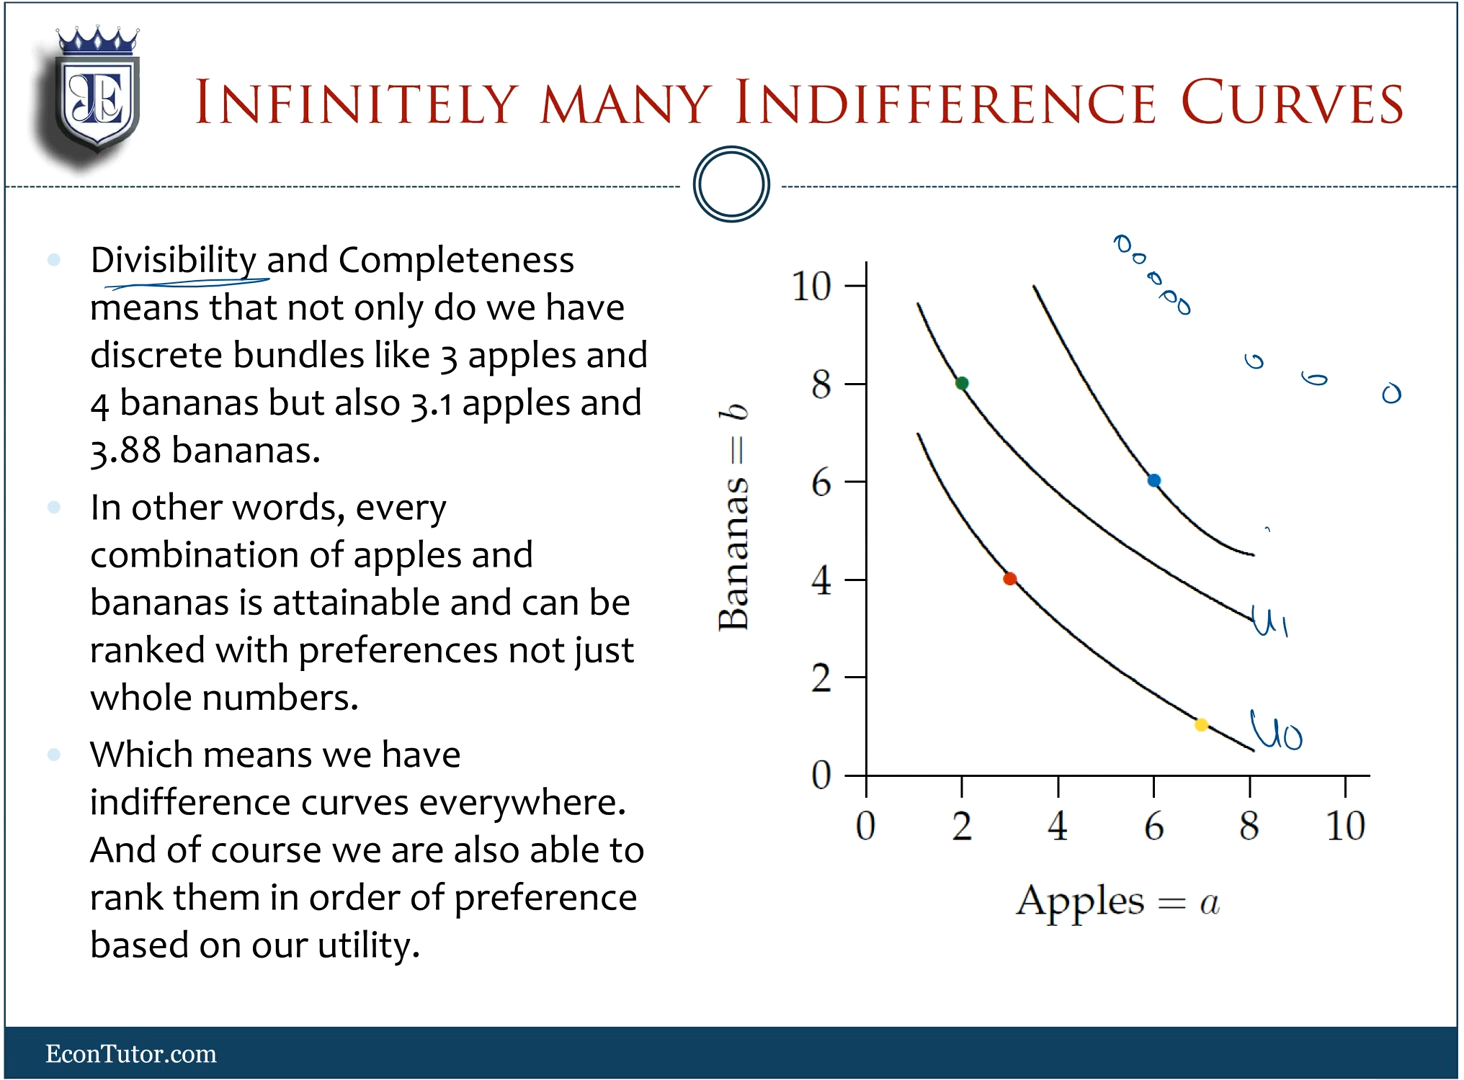 INFINITELY MANY INDIFFERENCE CURVES
Divisibility and Completeness
means that not only do we have
discrete bundles like 3 apples and
4 bananas but also 3.1 apples and
3.88 bananas.
In other words, every
combination of apples and
bananas is attainable and can be
ranked with preferences not just
whole numbers.
Which means we have
indifference curves everywhere.
And of course we are also able to
rank them in order of preference
based on our utility.
Bananas = b
10
8
6
4
2
0
U1
U0
0 2 4 6 8 10
Apples = a
EconTutor.com